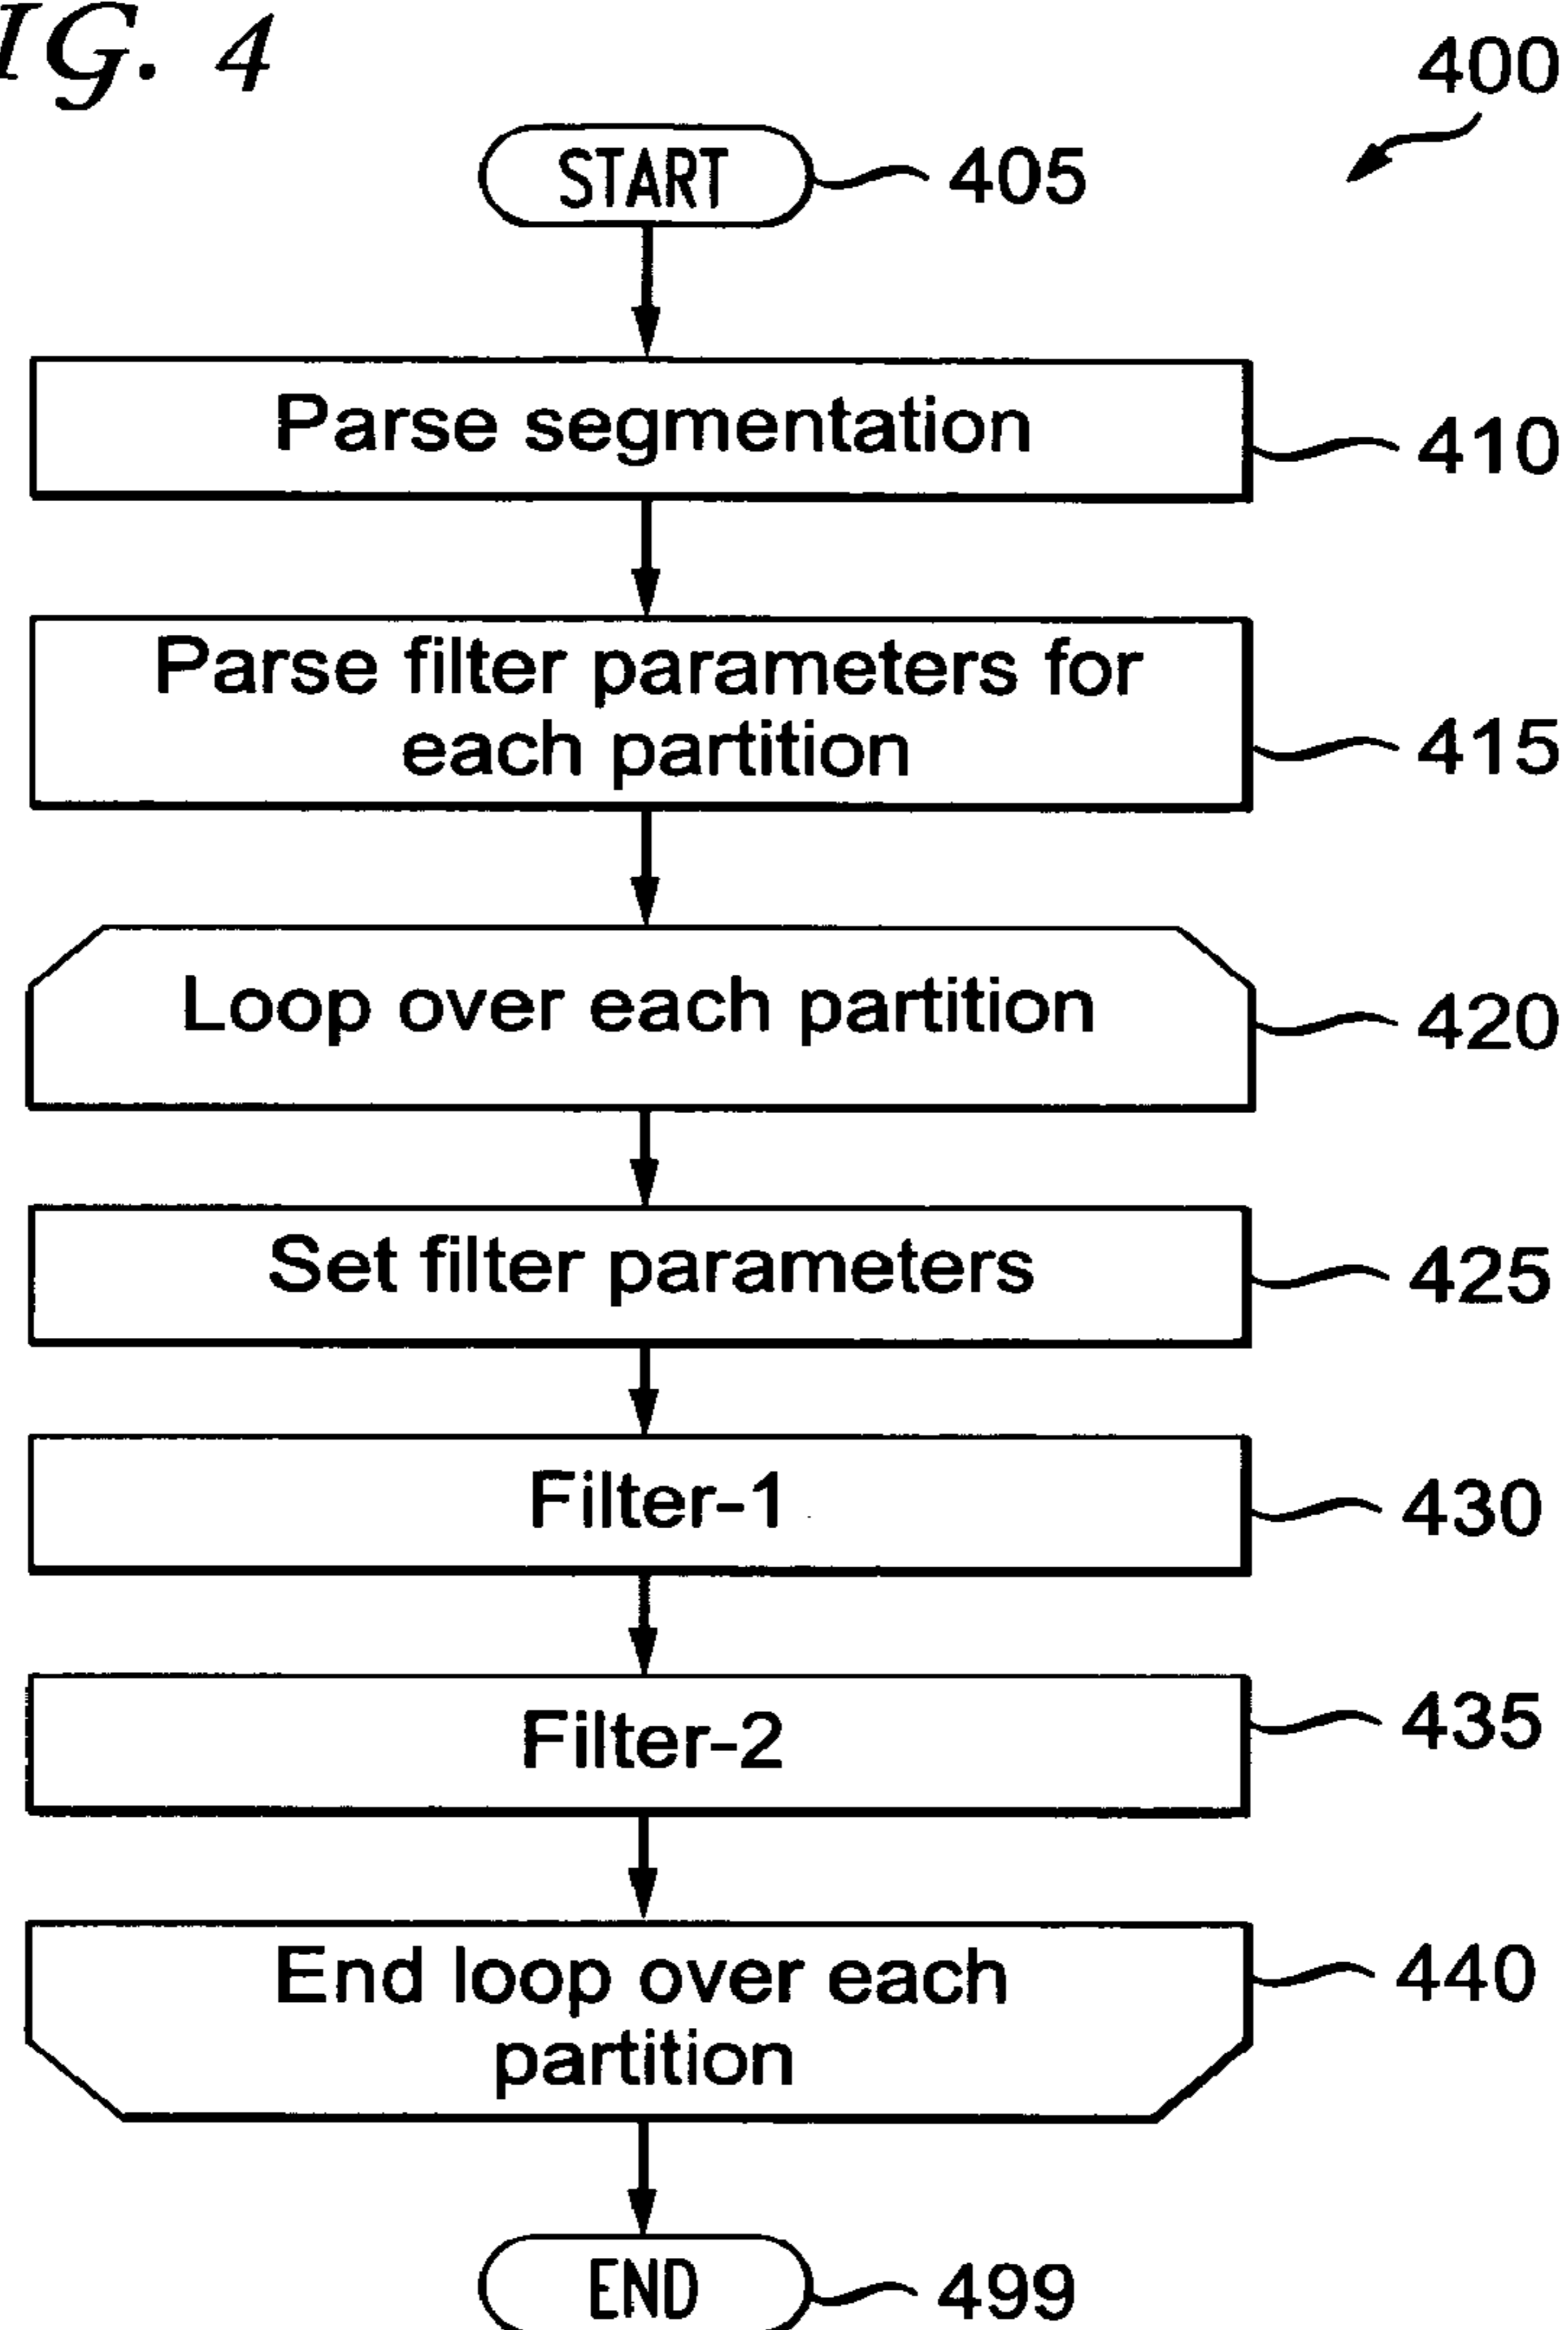 IG. 4
400
START
405
Parse segmentation
410
Parse filter parameters for
each partition
415
Loop over each partition
420
Set filter parameters
425
Filter-1
430
Filter-2
435
End loop over each
partition
440
END
499